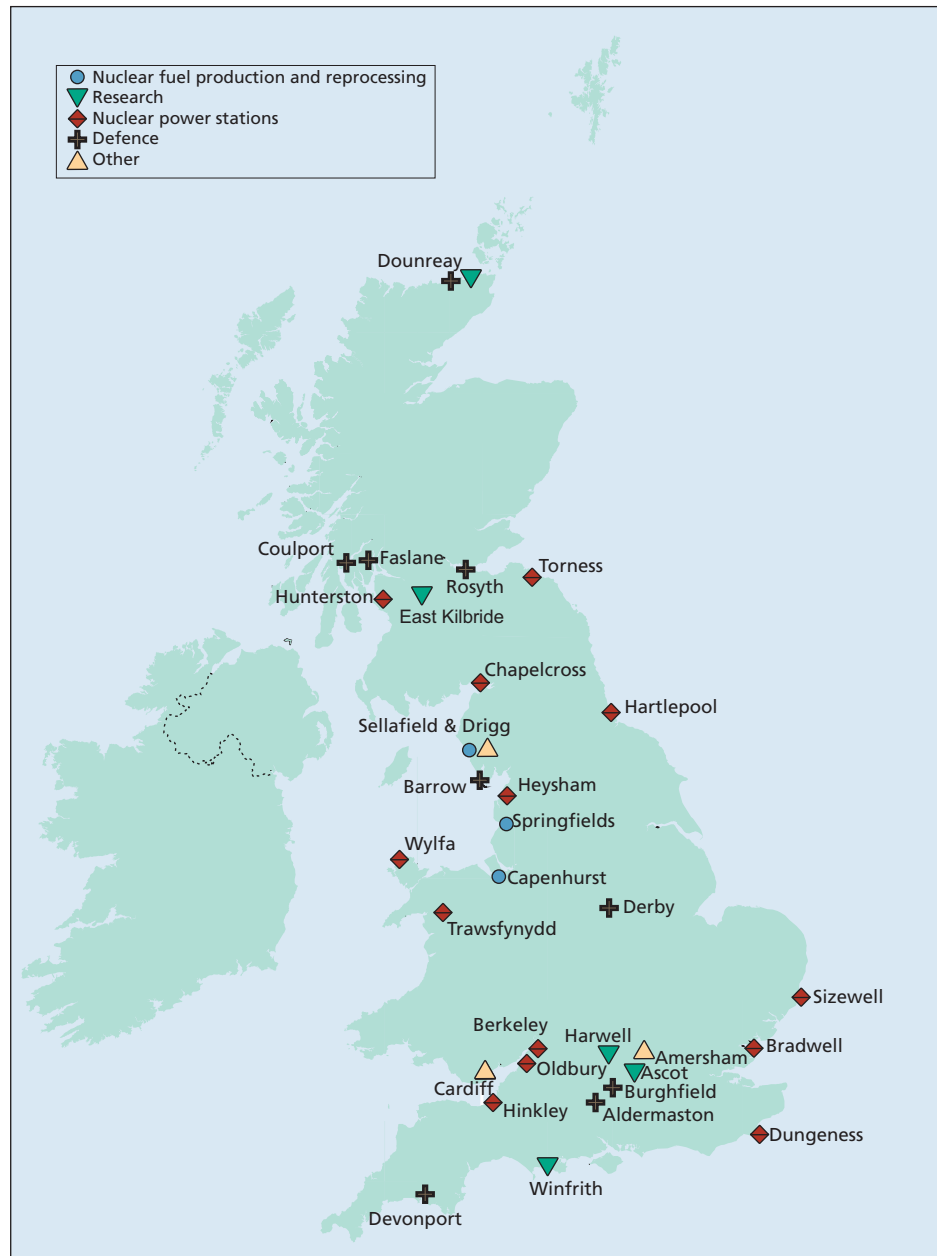 Nuclear fuel production and reprocessing
Research
Nuclear power stations
Defence
Other
Dounreay
Coulport
Faslane
Rosyth
Torness
Hunterston
East Kilbride
Chapelcross
Hartlepool
Sellafield & Drigg
Barrow
Heysham
Springfields
Wylfa
Capenhurst
Derby
Trawsfynydd
Sizewell
Berkeley
Harwell
Bradwell
Amersham
Oldbury
Ascot
Cardiff
Burghfield
Hinkley
Aldermaston
Dungeness
Winfrith
Devonport